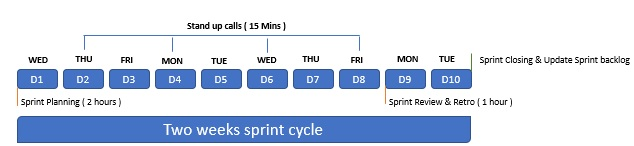 Stand up calls ( 15 Mins )
WED THU FRI MON TUE WED THU FRI MON TUE
Sprint Closing & Update Sprint backlog
D1 D2 D3 D4 D5 D6 D7 D8 D9 D10
Sprint Planning ( 2 hours )
Sprint Review & Retro ( 1 hour )
Two weeks sprint cycle